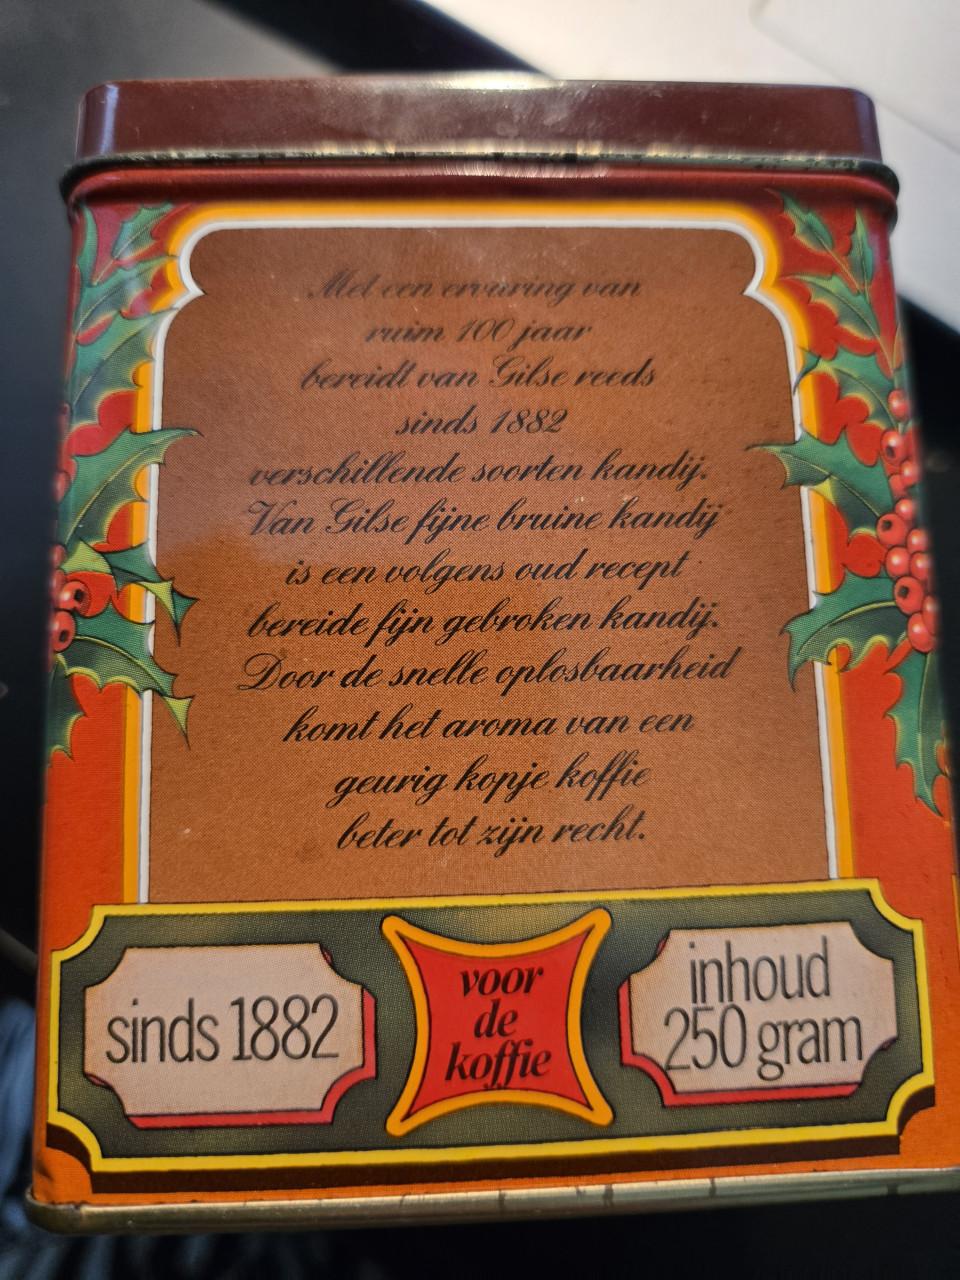 Met een ervaring van
ruim 100 jaar
bereidt van Gilse reeds
sinds 1882
verschillende soorten kandij.
Van Gilse fijne bruine kandij
is een volgens oud recept
bereide fijn gebroken kandij.
Door de snelle oplosbaarheid
komt het aroma van een
geurig kopje koffie
beter tot zijn recht.
sinds 1882
voor
de
koffie
inhoud
250 gram